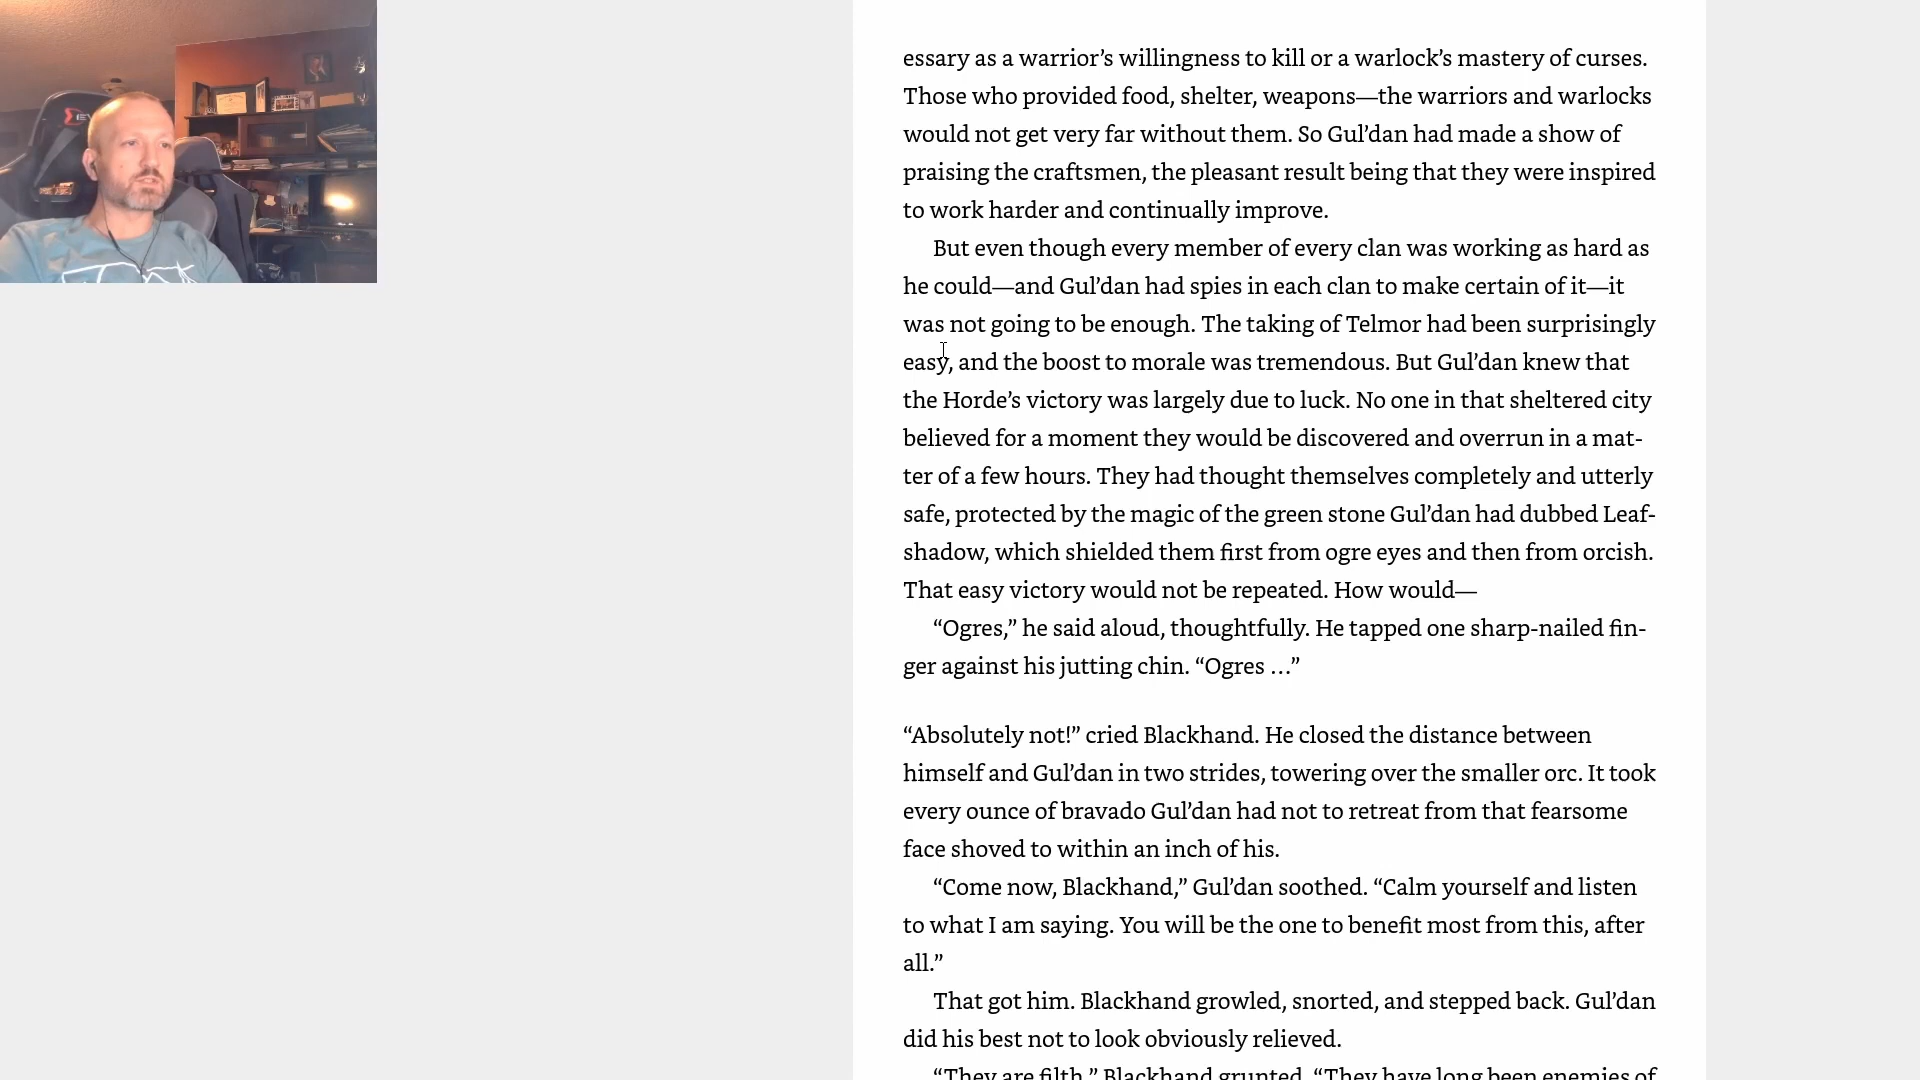 essary as a warrior’s willingness to kill or a warlock’s mastery of curses.
Those who provided food, shelter, weapons—the warriors and warlocks
would not get very far without them. So Gul’dan had made a show of
praising the craftsmen, the pleasant result being that they were inspired
to work harder and continually improve.
But even though every member of every clan was working as hard as
he could—and Gul’dan had spies in each clan to make certain of it—it
was not going to be enough. The taking of Telmor had been surprisingly
easy, and the boost to morale was tremendous. But Gul’dan knew that
the Horde’s victory was largely due to luck. No one in that sheltered city
believed for a moment they would be discovered and overrun in a mat-
ter of a few hours. They had thought themselves completely and utterly
safe, protected by the magic of the green stone Gul’dan had dubbed Leaf-
shadow, which shielded them first from ogre eyes and then from orcish.
That easy victory would not be repeated. How would—
“Ogres,” he said aloud, thoughtfully. He tapped one sharp-nailed fin-
ger against his jutting chin. “Ogres …”
“Absolutely not!” cried Blackhand. He closed the distance between
himself and Gul’dan in two strides, towering over the smaller orc. It took
every ounce of bravado Gul’dan had not to retreat from that fearsome
face shoved to within an inch of his.
“Come now, Blackhand,” Gul’dan soothed. “Calm yourself and listen
to what I am saying. You will be the one to benefit most from this, after
all.”
That got him. Blackhand growled, snorted, and stepped back. Gul’dan
did his best not to look obviously relieved.
“They are filth,” Blackhand grunted. “They have long been enemies of